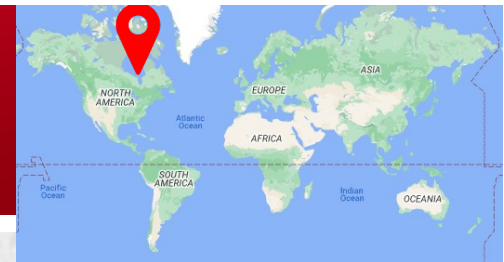 ASIA
EUROPE
NORTH
AMERICA
Atlantic
Ocean
AFRICA
SOUTH
AMERICA
Pacific
Ocean
Indian
Ocean
OCEANIA